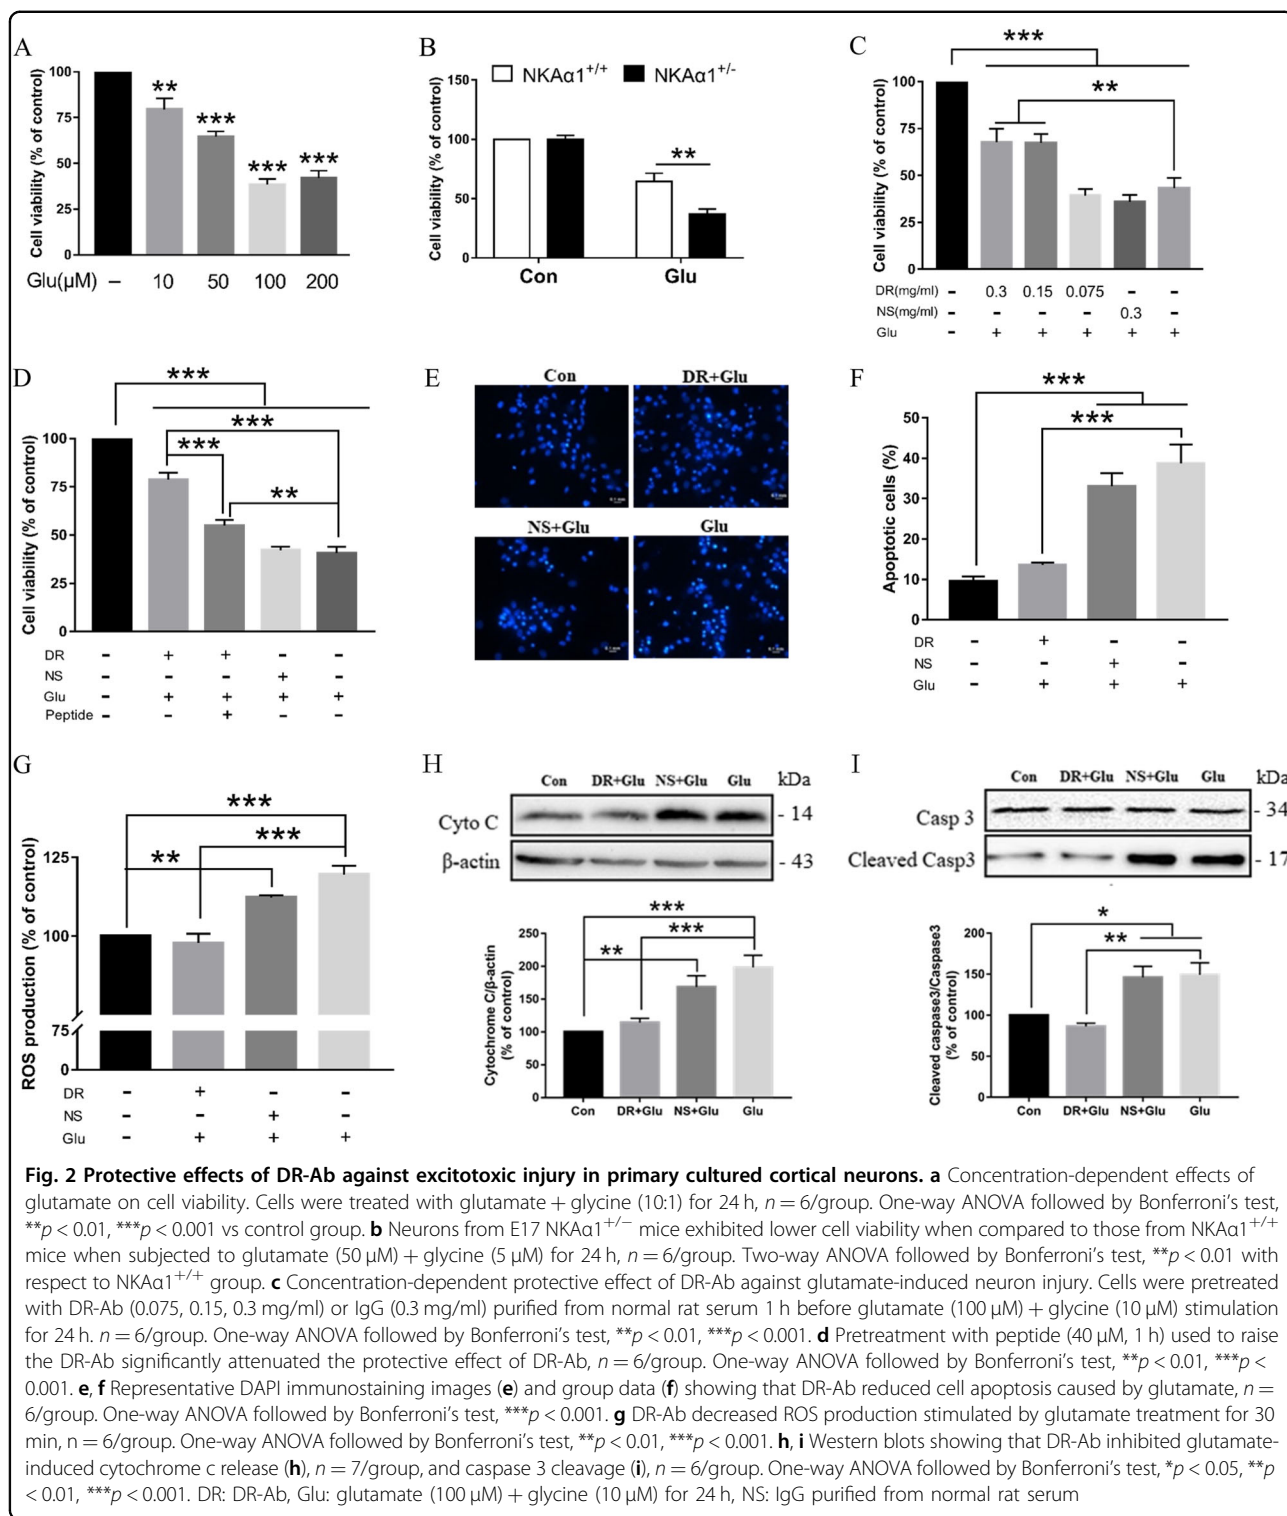 A
Cell viability (% of control)
100
75
50
25
0
** *** *** ***
Glu(μM) – 10 50 100 200
B
NKAα1+/+ NKAα1+/-
Cell viability (% of control)
150
100
50
0
**
Con Glu
C
***
**
Cell viability (% of control)
100
75
50
25
0
DR(mg/ml) - 0.3 0.15 0.075 - -
NS(mg/ml) - - - - 0.3 -
Glu - + + + + +
D
***
***
***
**
Cell viability (% of control)
100
75
50
25
0
DR - + + - -
NS - - - + -
Glu - + + + +
Peptide - - + - -
E
Con DR+Glu
NS+Glu Glu
F
***
***
Apoptotic cells (%)
50
40
30
20
10
0
DR - + - -
NS - - + -
Glu - + + +
G
***
***
**
ROS production (% of control)
125
100
75
0
DR - + - -
NS - - + -
Glu - + + +
H
Con DR+Glu NS+Glu Glu kDa
Cyto C - 14
β-actin - 43
***
***
**
Cytochrome C/β-actin
(% of control)
250
200
150
100
50
0
Con DR+Glu NS+Glu Glu
I
Con DR+Glu NS+Glu Glu kDa
Casp 3 - 34
Cleaved Casp3 - 17
*
**
Cleaved caspase3/Caspase3
(% of control)
200
150
100
50
0
Con DR+Glu NS+Glu Glu
Fig. 2 Protective effects of DR-Ab against excitotoxic injury in primary cultured cortical neurons. a Concentration-dependent effects of
glutamate on cell viability. Cells were treated with glutamate + glycine (10:1) for 24 h, n = 6/group. One-way ANOVA followed by Bonferroni's test,
**p < 0.01, ***p < 0.001 vs control group. b Neurons from E17 NKAα1+/− mice exhibited lower cell viability when compared to those from NKAα1+/+
mice when subjected to glutamate (50 μM) + glycine (5 μM) for 24 h, n = 6/group. Two-way ANOVA followed by Bonferroni's test, **p < 0.01 with
respect to NKAα1+/+ group. c Concentration-dependent protective effect of DR-Ab against glutamate-induced neuron injury. Cells were pretreated
with DR-Ab (0.075, 0.15, 0.3 mg/ml) or IgG (0.3 mg/ml) purified from normal rat serum 1 h before glutamate (100 μM) + glycine (10 μM) stimulation
for 24 h. n = 6/group. One-way ANOVA followed by Bonferroni's test, **p < 0.01, ***p < 0.001. d Pretreatment with peptide (40 μM, 1 h) used to raise
the DR-Ab significantly attenuated the protective effect of DR-Ab, n = 6/group. One-way ANOVA followed by Bonferroni's test, **p < 0.01, ***p <
0.001. e, f Representative DAPI immunostaining images (e) and group data (f) showing that DR-Ab reduced cell apoptosis caused by glutamate, n =
6/group. One-way ANOVA followed by Bonferroni's test, ***p < 0.001. g DR-Ab decreased ROS production stimulated by glutamate treatment for 30
min, n = 6/group. One-way ANOVA followed by Bonferroni's test, **p < 0.01, ***p < 0.001. h, i Western blots showing that DR-Ab inhibited glutamate-
induced cytochrome c release (h), n = 7/group, and caspase 3 cleavage (i), n = 6/group. One-way ANOVA followed by Bonferroni's test, *p < 0.05, **p
< 0.01, ***p < 0.001. DR: DR-Ab, Glu: glutamate (100 μM) + glycine (10 μM) for 24 h, NS: IgG purified from normal rat serum